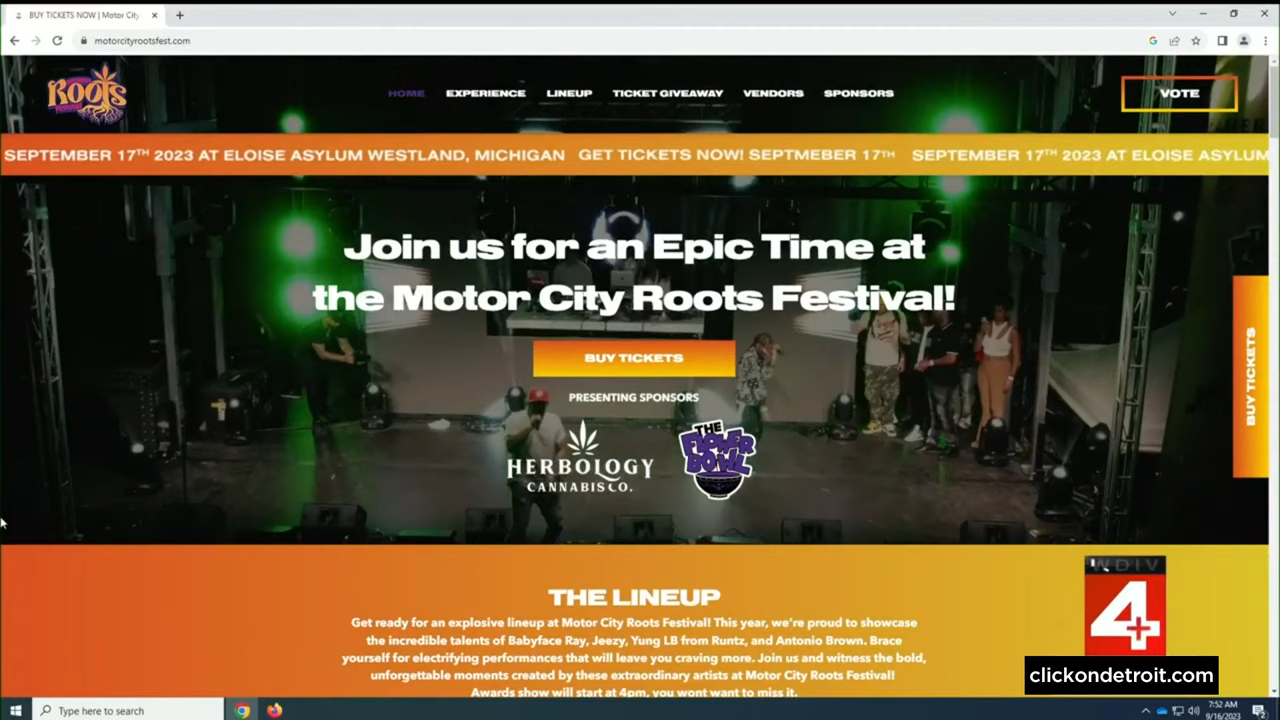 BUY TICKETS NOW | Motor City
motorcityrootsfest.com
ROOTS
HOME EXPERIENCE LINEUP TICKET GIVEAWAY VENDORS SPONSORS
VOTE
SEPTEMBER 17TH 2023 AT ELOISE ASYLUM WESTLAND, MICHIGAN GET TICKETS NOW! SEPTMEBER 17TH SEPTEMBER 17TH 2023 AT ELOISE ASYLUM
Join us for an Epic Time at
the Motor City Roots Festival!
BUY TICKETS
BUY TICKETS
PRESENTING SPONSORS
HERBOLOGY
CANNABIS CO.
THE
FLOWER
BOWL
THE LINEUP
Get ready for an explosive lineup at Motor City Roots Festival! This year, we're proud to showcase
the incredible talents of Babyface Ray, Jeezy, Yung LB from Runtz, and Antonio Brown. Brace
yourself for electrifying performances that will leave you craving more. Join us and witness the bold,
unforgettable moments created by these extraordinary artists at Motor City Roots Festival!
Awards show will start at 4pm, you wont want to miss it.
WDIV
4+
clickondetroit.com
Type here to search
7:52 AM
9/16/2023